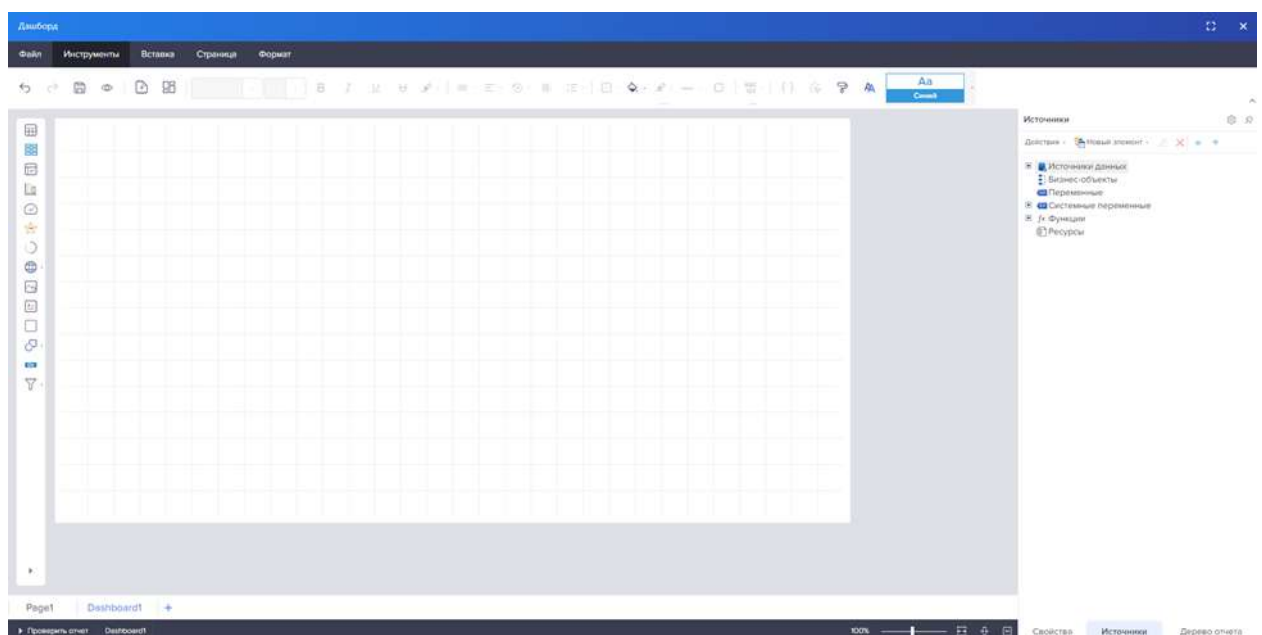 Дашборд
Файл Инструменты Вставка Страница Формат
Aa
Синий
Источники
Действия Новый элемент
Источники данных
Бизнес-объекты
Переменные
Системные переменные
Функции
Ресурсы
Page1 Dashboard1 +
Проверить отчет Dashboard1 100%
Свойства Источники Дерево отчета